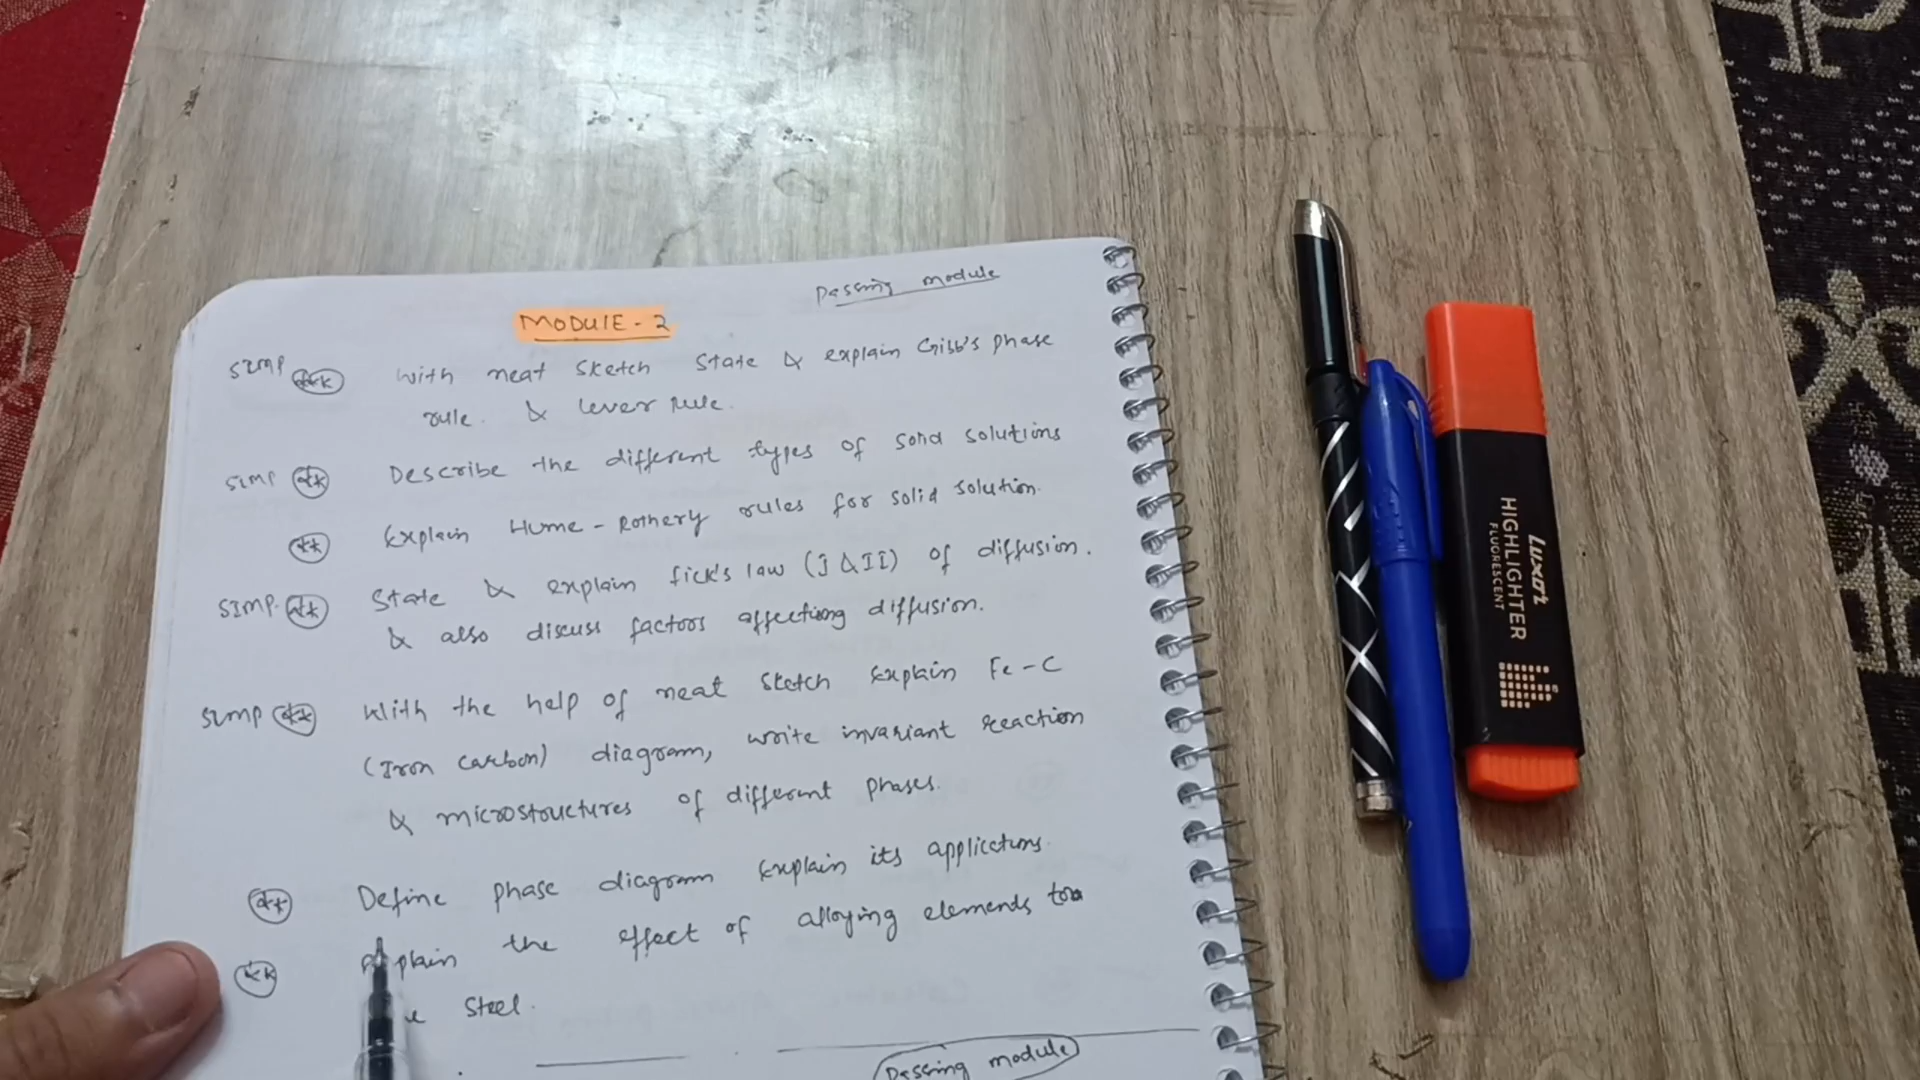 Passing module
MODULE - 2
SIMP ** With neat sketch state & explain Gibb's phase
rule. & lever rule.
SIMP ** Describe the different types of solid solutions
** Explain Hume-Rothery rules for solid solution.
SIMP. ** State & explain fick's law (I & II) of diffusion.
& also discuss factors affecting diffusion.
SIMP ** With the help of neat sketch Explain Fe-C
(Iron carbon) diagram, write invariant reaction
& microstructures of different phases.
** Define phase diagram Explain its applications.
** Explain the effect of alloying elements to
steel.
Passing module
Luxor
HIGHLIGHTER
FLUORESCENT